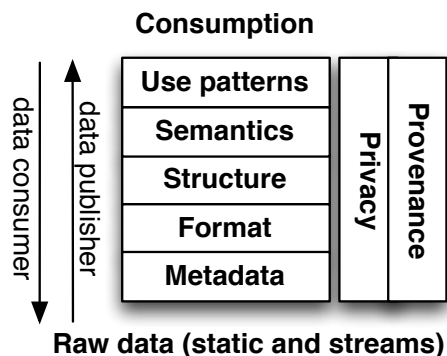 Consumption
data consumer
data publisher
Use patterns
Semantics
Structure
Format
Metadata
Privacy
Provenance
Raw data (static and streams)